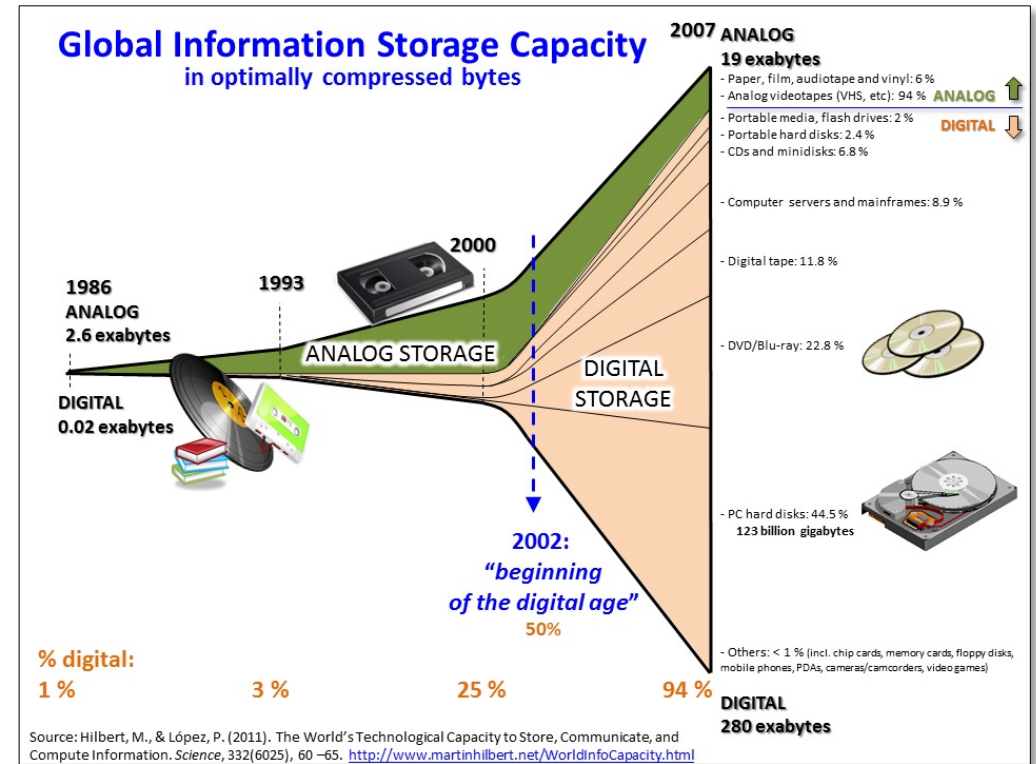 Global Information Storage Capacity
in optimally compressed bytes
2007 ANALOG
19 exabytes
- Paper, film, audiotape and vinyl: 6 %
- Analog videotapes (VHS, etc): 94 % ANALOG
- Portable media, flash drives: 2 % DIGITAL
- Portable hard disks: 2.4 %
- CDs and minidisks: 6.8 %
- Computer servers and mainframes: 8.9 %
- Digital tape: 11.8 %
- DVD/Blu-ray: 22.8 %
- PC hard disks: 44.5 %
123 billion gigabytes
- Others: < 1 % (incl. chip cards, memory cards, floppy disks,
mobile phones, PDAs, cameras/camcorders, video games)
DIGITAL
280 exabytes
1986
ANALOG
2.6 exabytes
DIGITAL
0.02 exabytes
1993
2000
ANALOG STORAGE
DIGITAL
STORAGE
2002:
“beginning
of the digital age”
50%
% digital:
1 % 3 % 25 % 94 %
Source: Hilbert, M., & López, P. (2011). The World’s Technological Capacity to Store, Communicate, and
Compute Information. Science, 332(6025), 60 –65. http://www.martinhilbert.net/WorldInfoCapacity.html